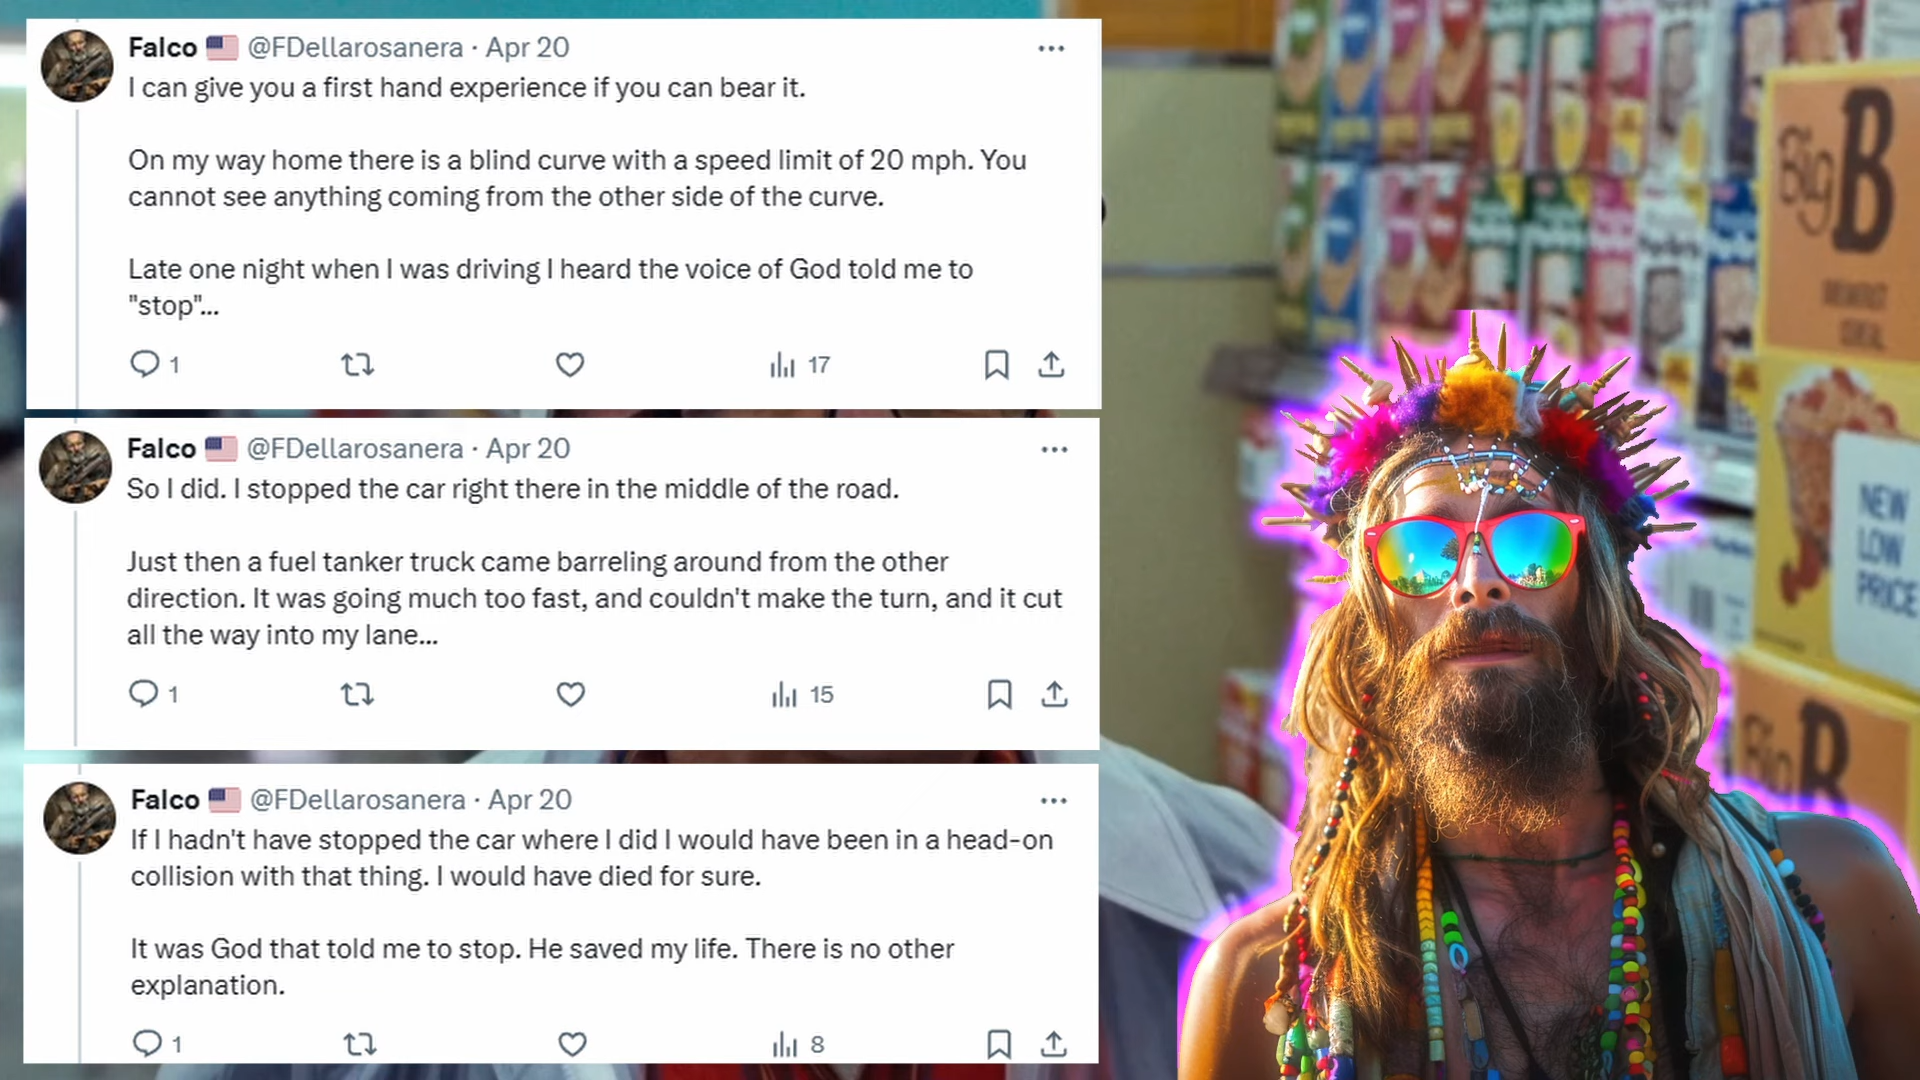 Falco 🇺🇸 @FDellarosanera · Apr 20
I can give you a first hand experience if you can bear it.
On my way home there is a blind curve with a speed limit of 20 mph. You
cannot see anything coming from the other side of the curve.
Late one night when I was driving I heard the voice of God told me to
"stop"...
1 17
Falco 🇺🇸 @FDellarosanera · Apr 20
So I did. I stopped the car right there in the middle of the road.
Just then a fuel tanker truck came barreling around from the other
direction. It was going much too fast, and couldn't make the turn, and it cut
all the way into my lane...
1 15
Falco 🇺🇸 @FDellarosanera · Apr 20
If I hadn't have stopped the car where I did I would have been in a head-on
collision with that thing. I would have died for sure.
It was God that told me to stop. He saved my life. There is no other
explanation.
1 8
Big B
NEW
LOW
PRICE
Big B